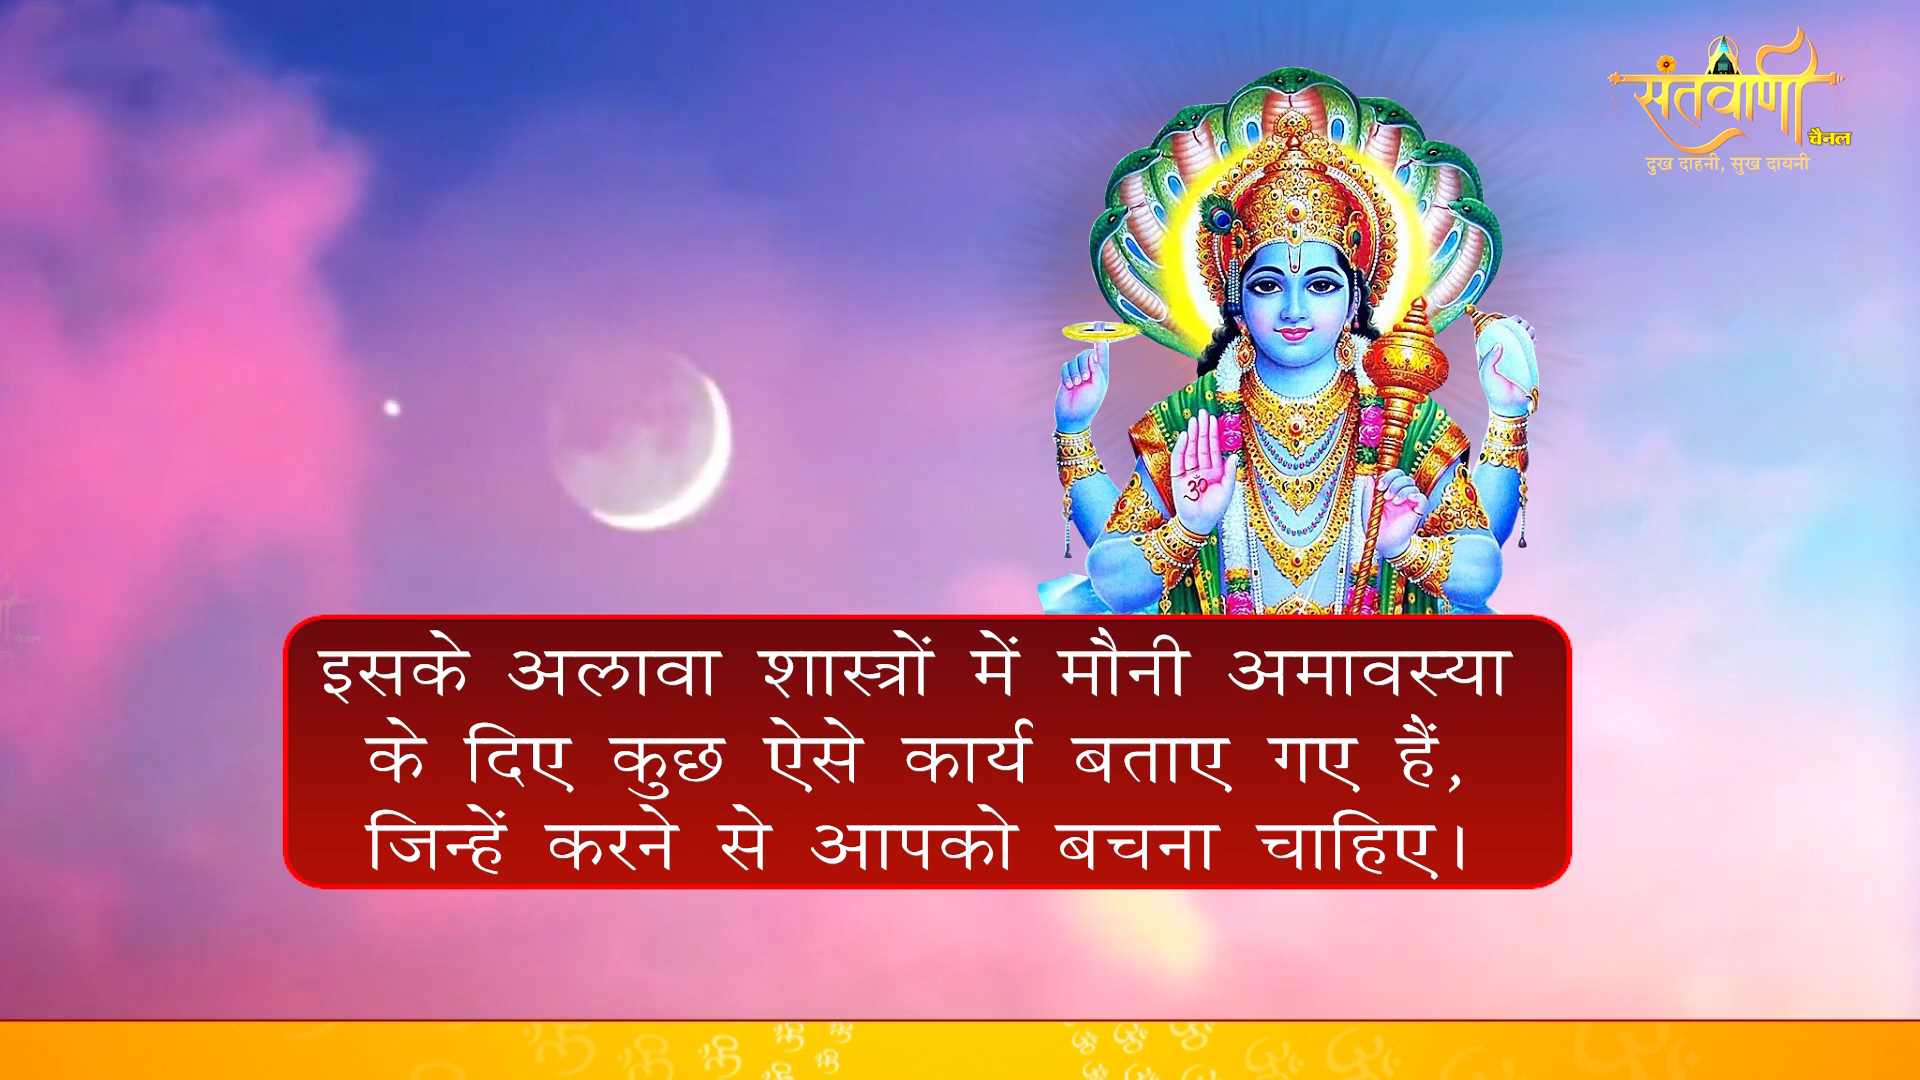 संतवाणी
चैनल
दुख दाहनी, सुख दायनी
इसके अलावा शास्त्रों में मौनी अमावस्या
के दिए कुछ ऐसे कार्य बताए गए हैं,
जिन्हें करने से आपको बचना चाहिए।